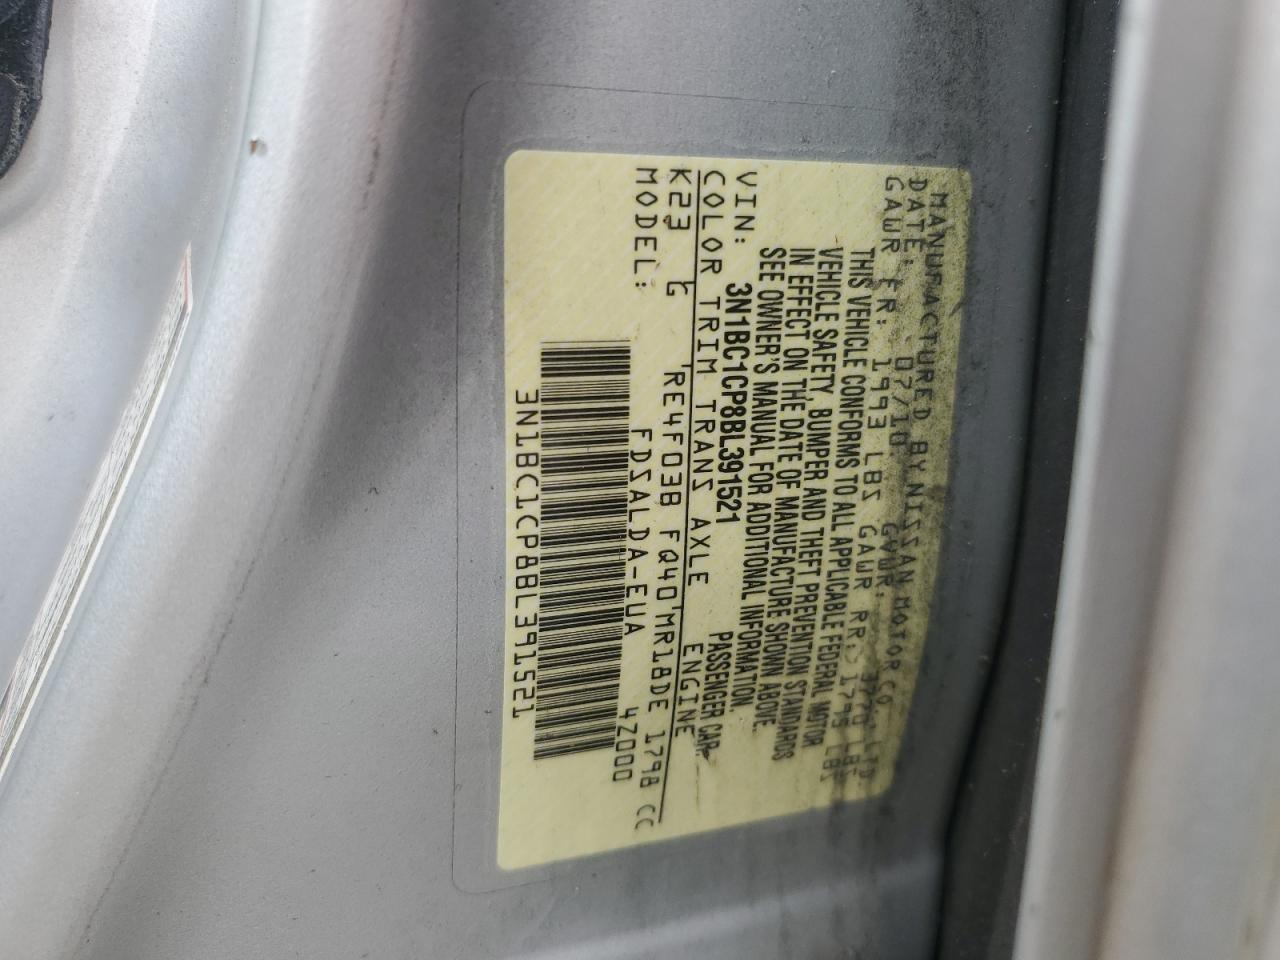 MANUFACTURED BY NISSAN MOTOR CO., LTD
DATE: 07/10 GVWR: 3770 LBS
GAWR FR: 1993 LBS GAWR RR: 1795 LBS
THIS VEHICLE CONFORMS TO ALL APPLICABLE FEDERAL MOTOR
VEHICLE SAFETY, BUMPER AND THEFT PREVENTION STANDARDS
IN EFFECT ON THE DATE OF MANUFACTURE SHOWN ABOVE.
SEE OWNER'S MANUAL FOR ADDITIONAL INFORMATION.
VIN: 3N1BC1CP8BL391521 PASSENGER CAR
COLOR TRIM TRANS AXLE ENGINE
K23 G RE4F03B FQ40 MR18DE 1798 CC
MODEL: FDSALDA-EUA 4Z000
3N1BC1CP8BL391521